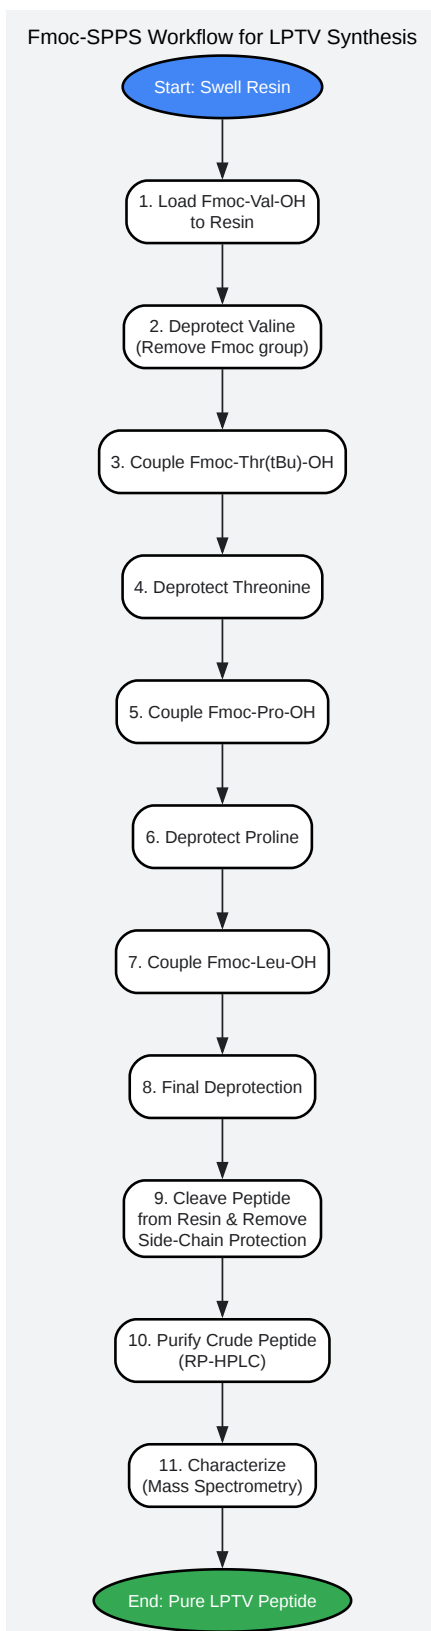 Fmoc-SPPS Workflow for LPTV Synthesis
Start: Swell Resin
1. Load Fmoc-Val-OH
to Resin
2. Deprotect Valine
(Remove Fmoc group)
3. Couple Fmoc-Thr(tBu)-OH
4. Deprotect Threonine
5. Couple Fmoc-Pro-OH
6. Deprotect Proline
7. Couple Fmoc-Leu-OH
8. Final Deprotection
9. Cleave Peptide
from Resin & Remove
Side-Chain Protection
10. Purify Crude Peptide
(RP-HPLC)
11. Characterize
(Mass Spectrometry)
End: Pure LPTV Peptide